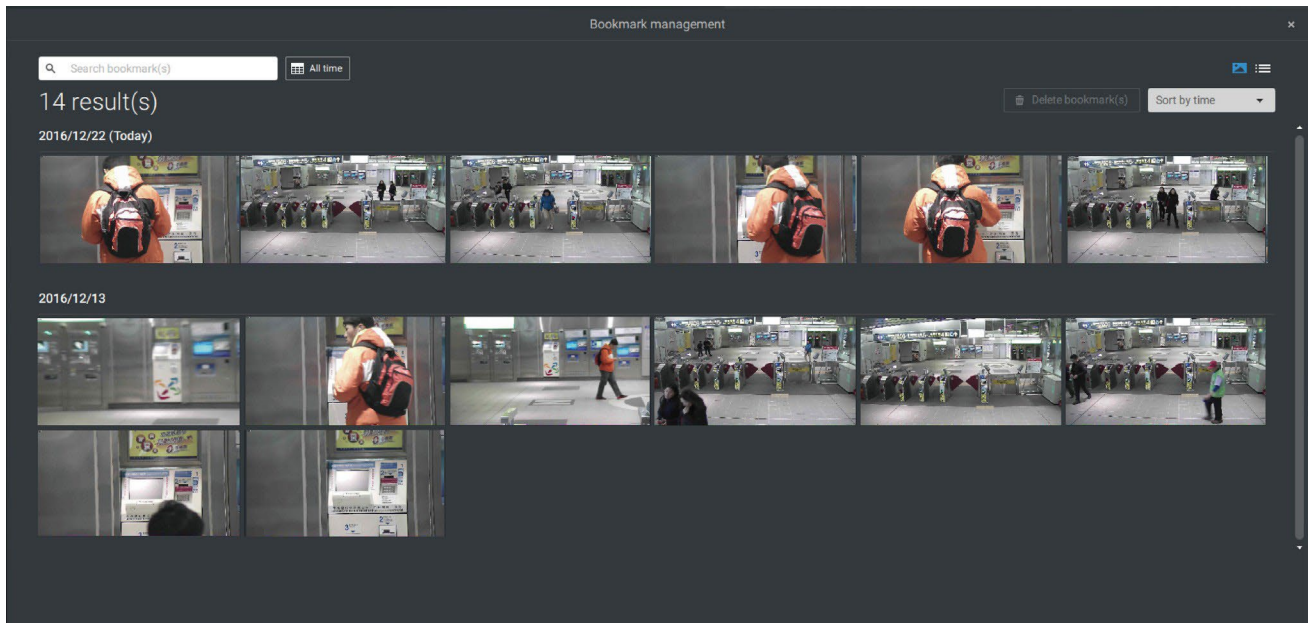 Bookmark management
Search bookmark(s)
All time
14 result(s)
Delete bookmark(s)
Sort by time
2016/12/22 (Today)
2016/12/13